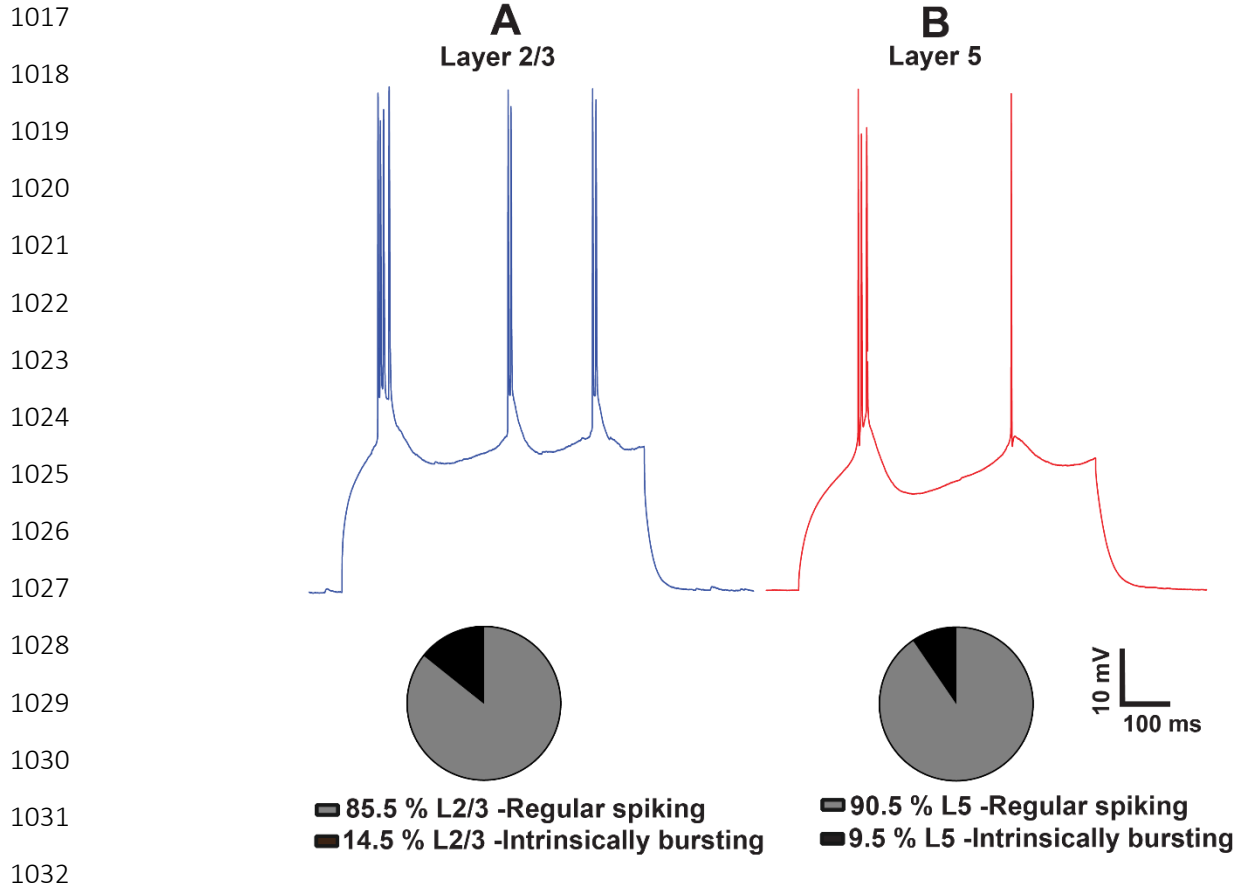 1017
A
B
Layer 2/3
Layer 5
1018
1019
1020
1021
1022
1023
1024
1025
1026
1027
1028
1029
1030
1031
1032
10 mV
100 ms
85.5 % L2/3 -Regular spiking
14.5 % L2/3 -Intrinsically bursting
90.5 % L5 -Regular spiking
9.5 % L5 -Intrinsically bursting